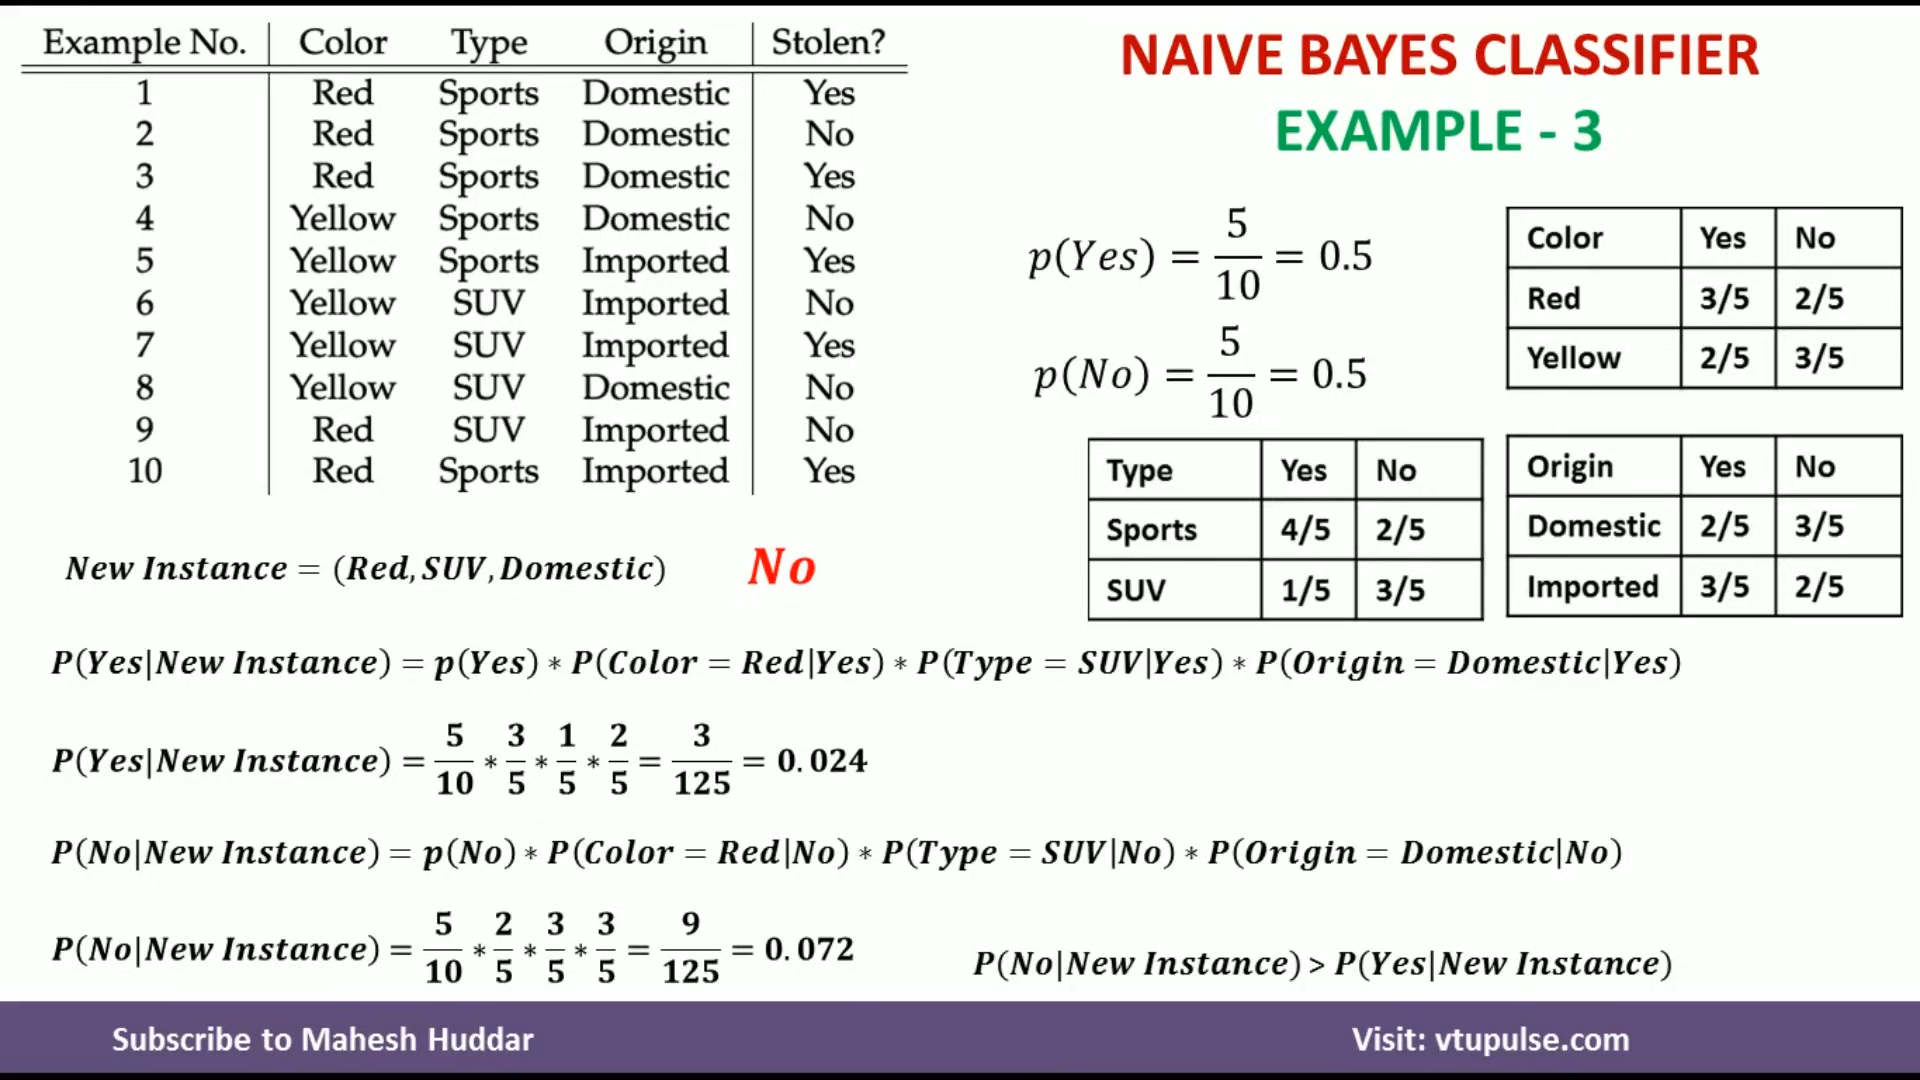 Example No. Color Type Origin Stolen?
1 Red Sports Domestic Yes
2 Red Sports Domestic No
3 Red Sports Domestic Yes
4 Yellow Sports Domestic No
5 Yellow Sports Imported Yes
6 Yellow SUV Imported No
7 Yellow SUV Imported Yes
8 Yellow SUV Domestic No
9 Red SUV Imported No
10 Red Sports Imported Yes
NAIVE BAYES CLASSIFIER
EXAMPLE - 3
p(Yes) = 5/10 = 0.5
p(No) = 5/10 = 0.5
Color Yes No
Red 3/5 2/5
Yellow 2/5 3/5
Type Yes No
Sports 4/5 2/5
SUV 1/5 3/5
Origin Yes No
Domestic 2/5 3/5
Imported 3/5 2/5
New Instance = (Red, SUV, Domestic) No
P(Yes|New Instance) = p(Yes) * P(Color = Red|Yes) * P(Type = SUV|Yes) * P(Origin = Domestic|Yes)
P(Yes|New Instance) = 5/10 * 3/5 * 1/5 * 2/5 = 3/125 = 0.024
P(No|New Instance) = p(No) * P(Color = Red|No) * P(Type = SUV|No) * P(Origin = Domestic|No)
P(No|New Instance) = 5/10 * 2/5 * 3/5 * 3/5 = 9/125 = 0.072
P(No|New Instance) > P(Yes|New Instance)
Subscribe to Mahesh Huddar
Visit: vtupulse.com